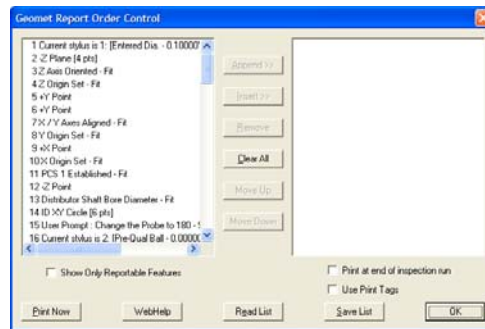 Geomet Report Order Control
1 Current stylus is 1: [Entered Dia. - 0.10000"
2 -Z Plane [4 pts]
3 Z Axis Oriented - Fit
4 Z Origin Set - Fit
5 +Y Point
6 +Y Point
7 X / Y Axes Aligned - Fit
8 Y Origin Set - Fit
9 +X Point
10 X Origin Set - Fit
11 PCS 1 Established - Fit
12 -Z Point
13 Distributor Shaft Bore Diameter - Fit
14 ID XY Circle [6 pts]
15 User Prompt : Change the Probe to 180 -
16 Current stylus is 2: [Pre-Qual Ball - 0.0000
Append >>
Insert >>
Remove
Clear All
Move Up
Move Down
Show Only Reportable Features
Print at end of inspection run
Use Print Tags
Print Now
WebHelp
Read List
Save List
OK